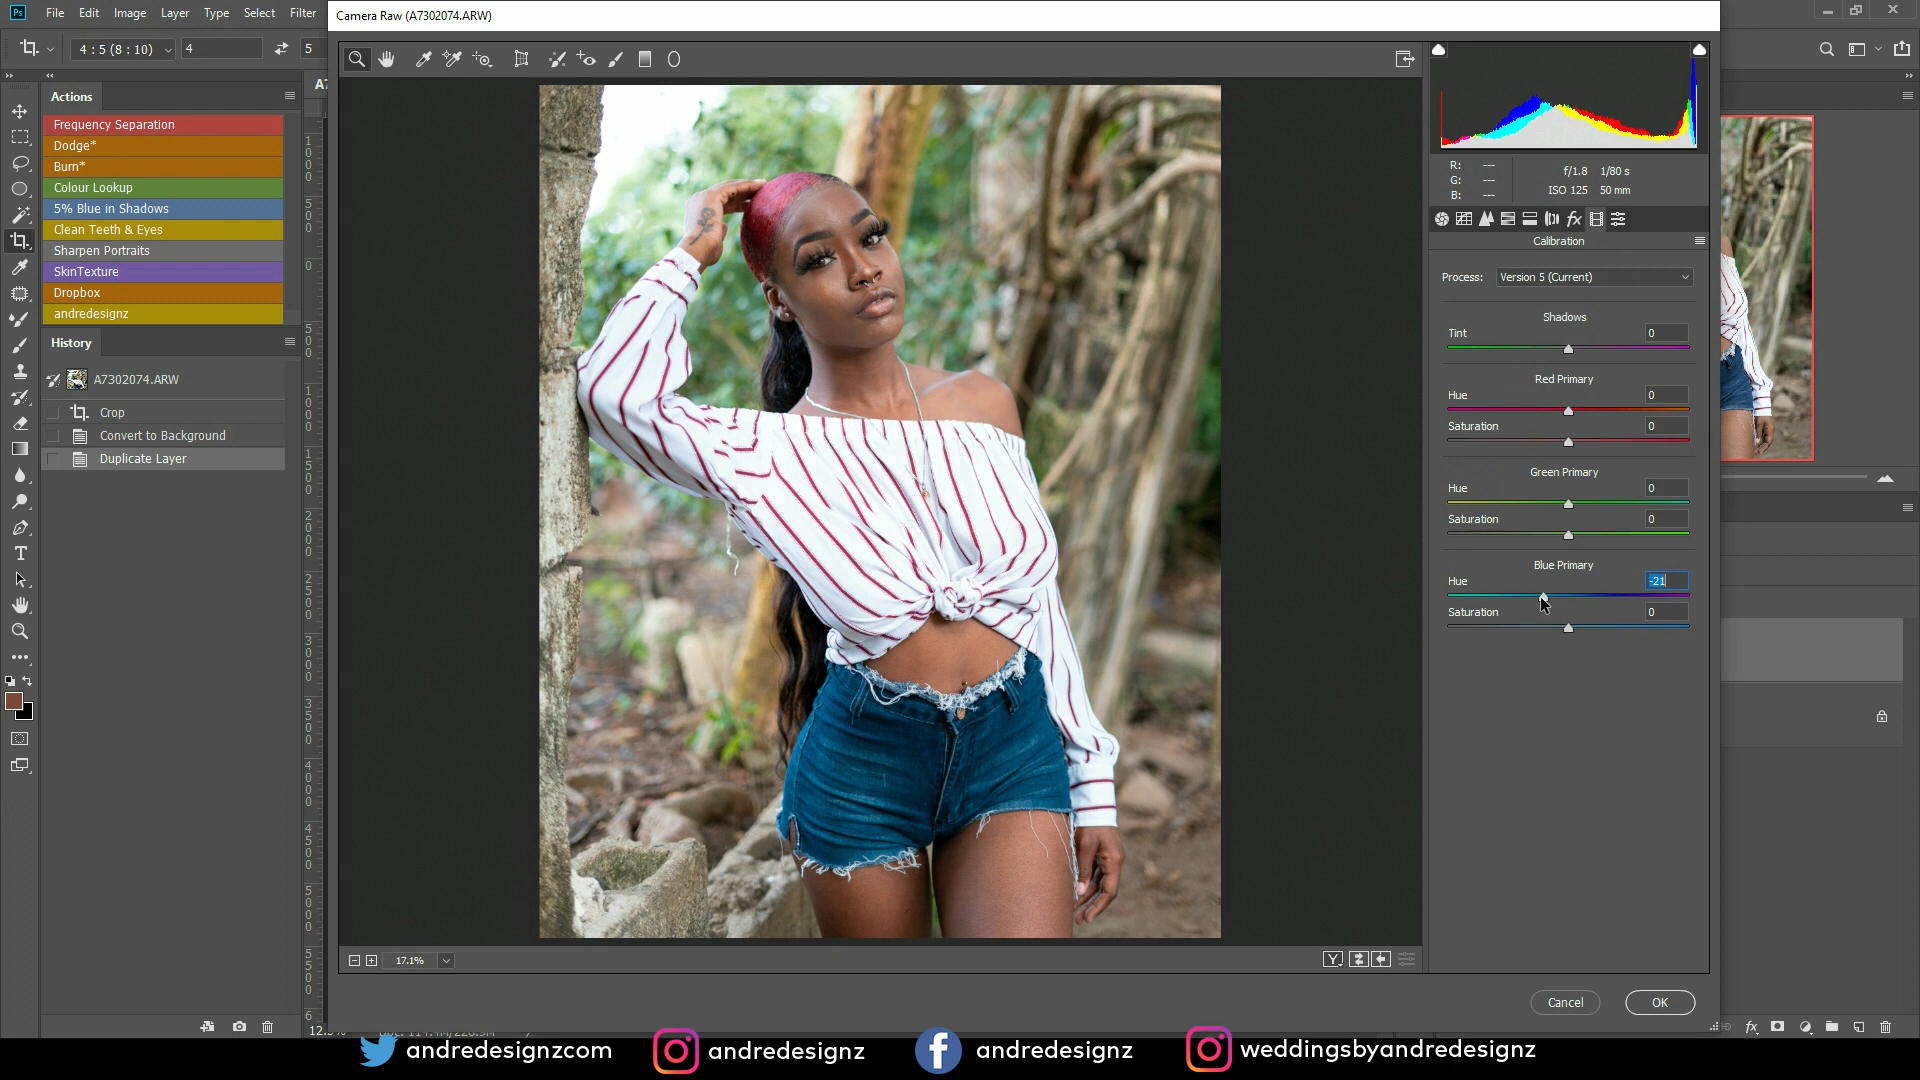 Ps File Edit Image Layer Type Select Filter
Camera Raw (A7302074.ARW)
4 : 5 (8 : 10) 4 5
Actions
Frequency Separation
Dodge*
Burn*
Colour Lookup
5% Blue in Shadows
Clean Teeth & Eyes
Sharpen Portraits
SkinTexture
Dropbox
andredesignz
History
A7302074.ARW
Crop
Convert to Background
Duplicate Layer
R: ---
G: ---
B: ---
f/1.8 1/80 s
ISO 125 50 mm
Calibration
Process: Version 5 (Current)
Shadows
Tint 0
Red Primary
Hue 0
Saturation 0
Green Primary
Hue 0
Saturation 0
Blue Primary
Hue -21
Saturation 0
17.1%
Cancel OK
andredesignzcom andredesignz andredesignz weddingsbyandredesignz